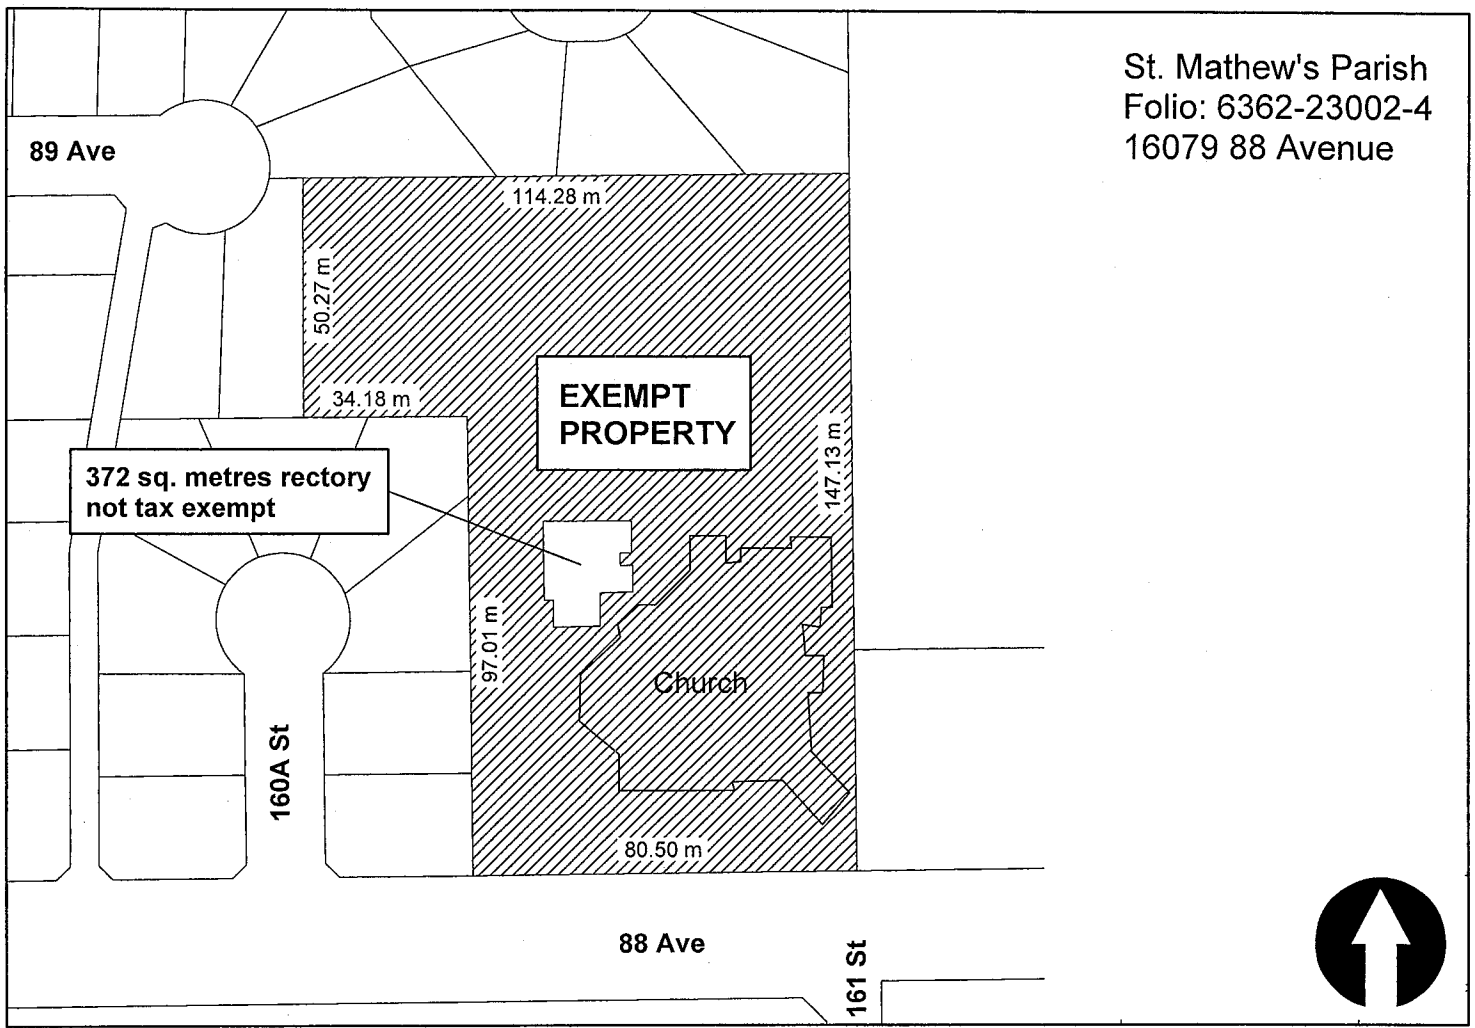 St. Mathew's Parish
Folio: 6362-23002-4
16079 88 Avenue
89 Ave
114.28 m
50.27 m
34.18 m
EXEMPT
PROPERTY
147.13 m
372 sq. metres rectory
not tax exempt
97.01 m
Church
160A St
80.50 m
88 Ave
161 St